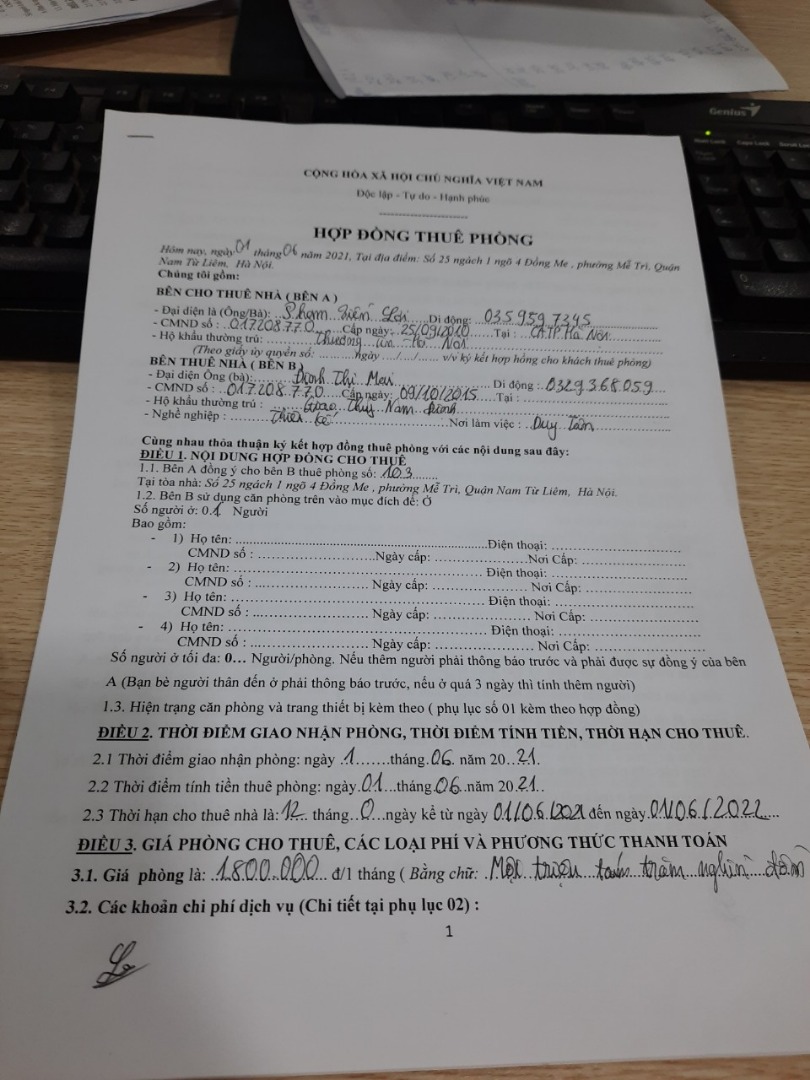 Genius
Caps Lock
CỘNG HÒA XÃ HỘI CHỦ NGHĨA VIỆT NAM
Độc lập - Tự do - Hạnh phúc
HỢP ĐỒNG THUÊ PHÒNG
Hôm nay, ngày 01 tháng 06 năm 2021, Tại địa điểm: Số 25 ngách 1 ngõ 4 Đồng Me , phường Mễ Trì, Quận
Nam Từ Liêm, Hà Nội.
Chúng tôi gồm:
BÊN CHO THUÊ NHÀ ( BÊN A )
- Đại diện là (Ông/Bà): Phạm Tiến Di động: 0359597345
- CMND số : 017208770 Cấp ngày: 25/09/2010 Tại : CATP Hà Nội
- Hộ khẩu thường trú: Thường Hà Nội
(Theo giấy ủy quyền số: ............ngày ..../..../...... v/v ký kết hợp hồng cho khách thuê phòng)
BÊN THUÊ NHÀ ( BÊN B )
- Đại diện Ông (bà): Đinh Thị Mai Di động : 0329368059
- CMND số : 017208770 Cấp ngày: 09/10/2015 Tại :
- Hộ khẩu thường trú : Giao Thủy Nam Định
- Nghề nghiệp : Thiết kế Nơi làm việc : Duy Tân
Cùng nhau thỏa thuận ký kết hợp đồng thuê phòng với các nội dung sau đây:
ĐIỀU 1. NỘI DUNG HỢP ĐỒNG CHO THUÊ
1.1. Bên A đồng ý cho bên B thuê phòng số: 103
Tại tòa nhà: Số 25 ngách 1 ngõ 4 Đồng Me , phường Mễ Trì, Quận Nam Từ Liêm, Hà Nội.
1.2. Bên B sử dụng căn phòng trên vào mục đích để: Ở
Số người ở: 0.1 Người
Bao gồm:
- 1) Họ tên: ............Điện thoại: ............
CMND số : ............Ngày cấp: ............Nơi Cấp: ............
- 2) Họ tên: ............ Điện thoại: ............
CMND số : ............ Ngày cấp: ............ Nơi Cấp: ............
- 3) Họ tên: ............ Điện thoại: ............
CMND số : ............ Ngày cấp: ............ Nơi Cấp: ............
- 4) Họ tên: ............ Điện thoại: ............
CMND số : ............ Ngày cấp: ............ Nơi Cấp: ............
Số người ở tối đa: 0… Người/phòng. Nếu thêm người phải thông báo trước và phải được sự đồng ý của bên
A (Bạn bè người thân đến ở phải thông báo trước, nếu ở quá 3 ngày thì tính thêm người)
1.3. Hiện trạng căn phòng và trang thiết bị kèm theo ( phụ lục số 01 kèm theo hợp đồng)
ĐIỀU 2. THỜI ĐIỂM GIAO NHẬN PHÒNG, THỜI ĐIỂM TÍNH TIỀN, THỜI HẠN CHO THUÊ.
2.1 Thời điểm giao nhận phòng: ngày .1.......tháng.06. năm 20..21.
2.2 Thời điểm tính tiền thuê phòng: ngày.01...tháng.06..năm 20.21..
2.3 Thời hạn cho thuê nhà là: 12 tháng 0 ngày kể từ ngày 01/06/2021 đến ngày 01/06/2022
ĐIỀU 3. GIÁ PHÒNG CHO THUÊ, CÁC LOẠI PHÍ VÀ PHƯƠNG THỨC THANH TOÁN
3.1. Giá phòng là: 1.800.000 đ/1 tháng ( Bằng chữ: Một triệu tám trăm nghìn đồng
3.2. Các khoản chi phí dịch vụ (Chi tiết tại phụ lục 02) :
1